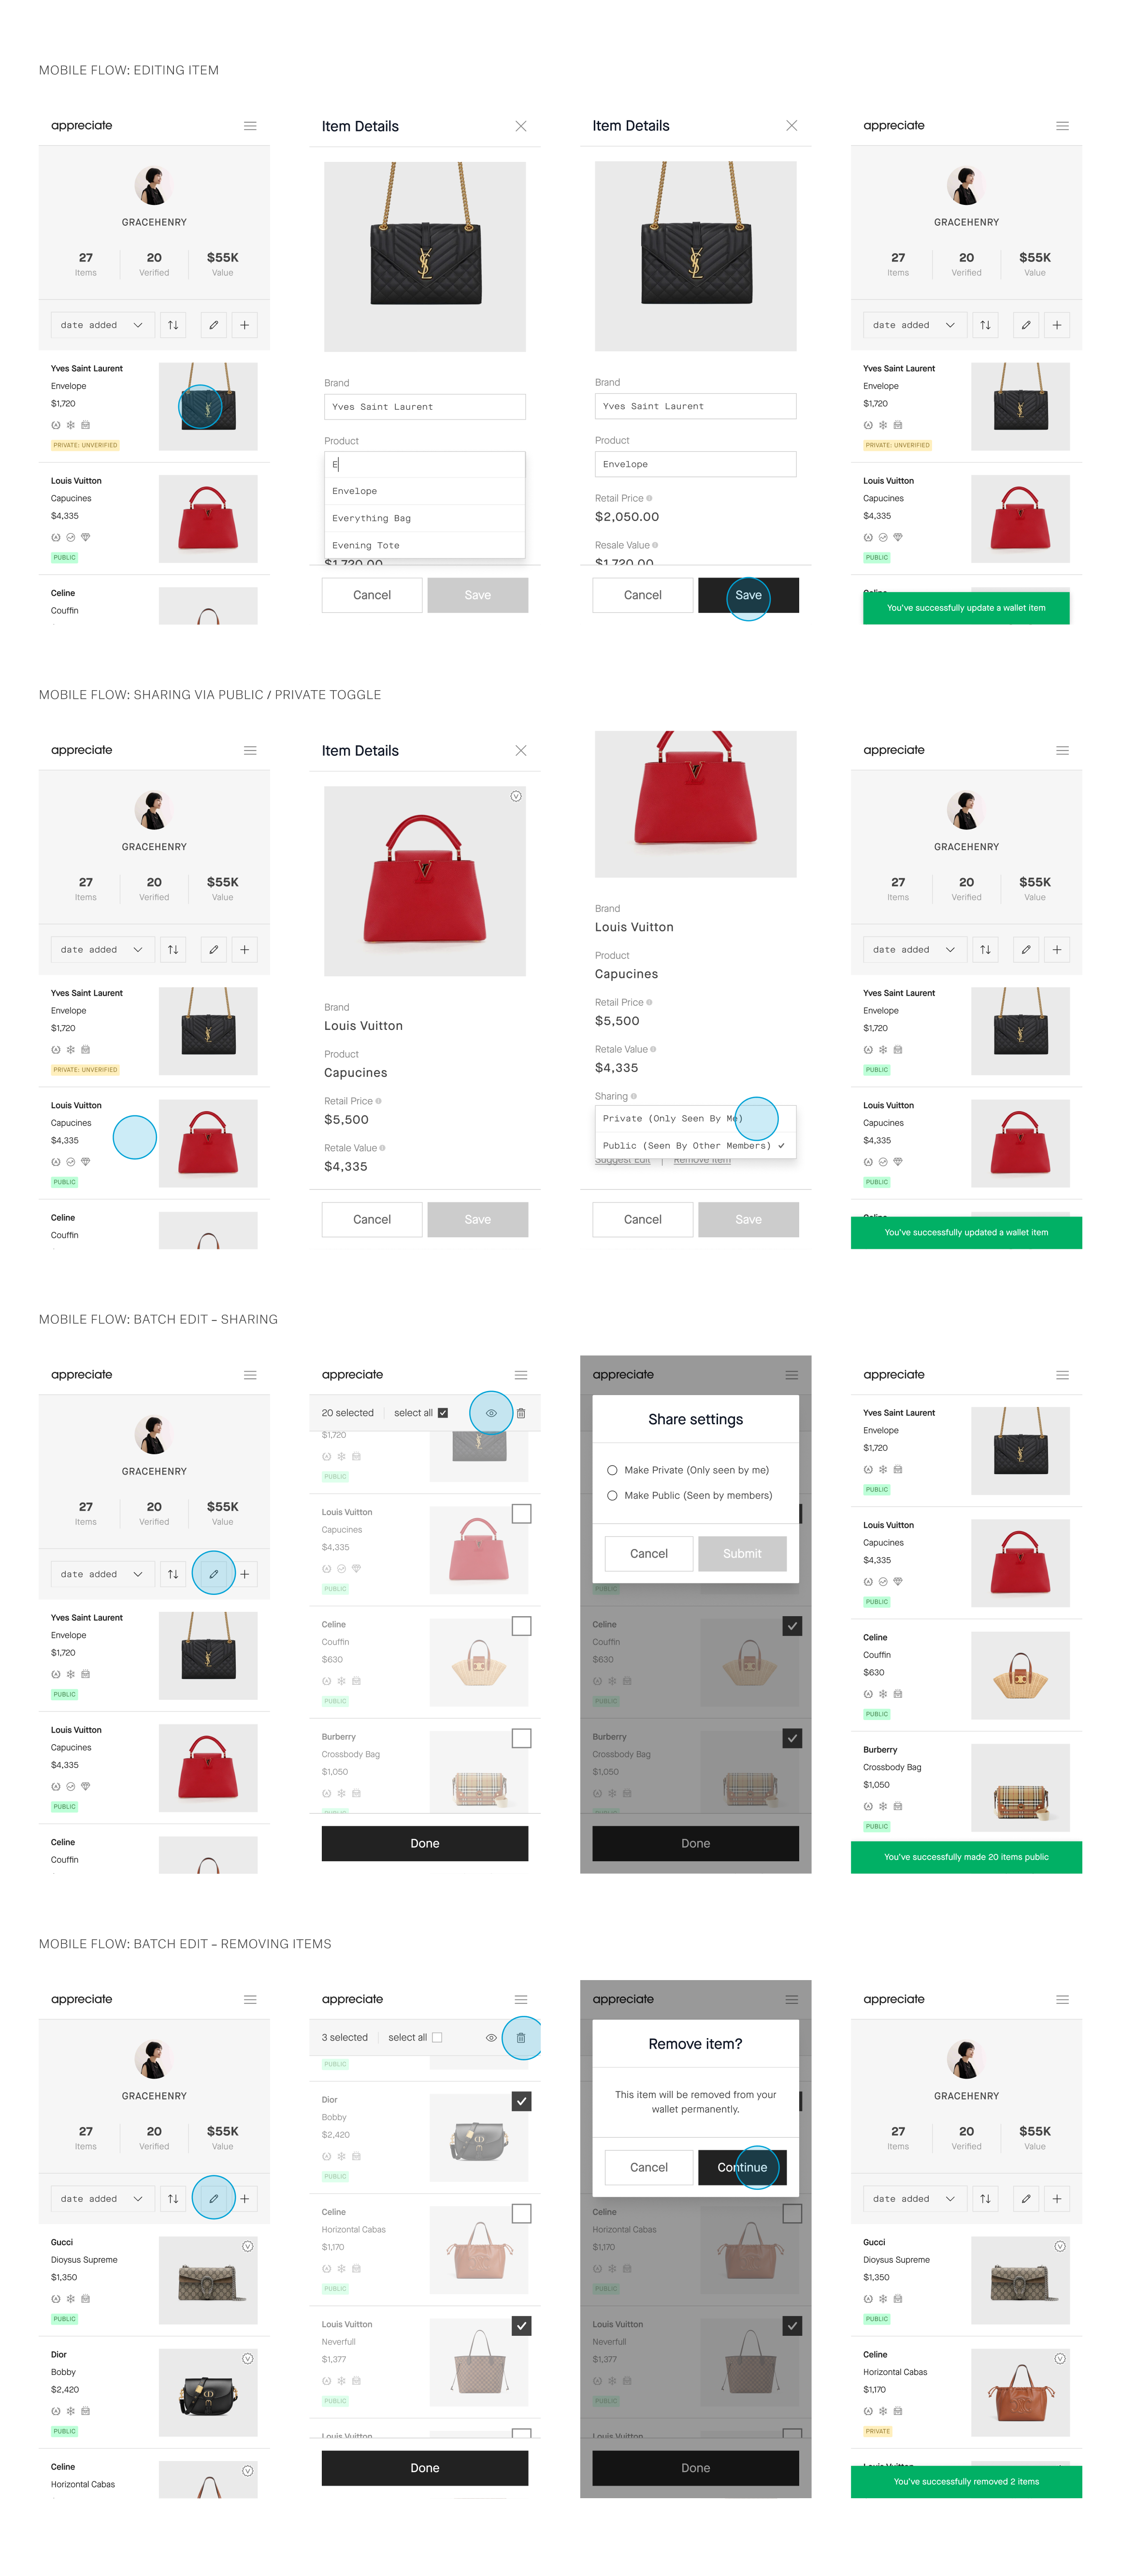 MOBILE FLOW: EDITING ITEM
appreciate
GRACEHENRY
27 20 $55K
Items Verified Value
date added
Yves Saint Laurent
Envelope
$1,720
PRIVATE: UNVERIFIED
Louis Vuitton
Capucines
$4,335
PUBLIC
Celine
Couffin
Item Details
Brand
Yves Saint Laurent
Product
E
Envelope
Everything Bag
Evening Tote
$1,720.00
Cancel Save
Item Details
Brand
Yves Saint Laurent
Product
Envelope
Retail Price
$2,050.00
Resale Value
$1,720.00
Cancel Save
appreciate
GRACEHENRY
27 20 $55K
Items Verified Value
date added
Yves Saint Laurent
Envelope
$1,720
PRIVATE: UNVERIFIED
Louis Vuitton
Capucines
$4,335
PUBLIC
Celine
You've successfully update a wallet item
MOBILE FLOW: SHARING VIA PUBLIC / PRIVATE TOGGLE
appreciate
GRACEHENRY
27 20 $55K
Items Verified Value
date added
Yves Saint Laurent
Envelope
$1,720
PRIVATE: UNVERIFIED
Louis Vuitton
Capucines
$4,335
PUBLIC
Celine
Couffin
Item Details
Brand
Louis Vuitton
Product
Capucines
Retail Price
$5,500
Retale Value
$4,335
Cancel Save
Brand
Louis Vuitton
Product
Capucines
Retail Price
$5,500
Retale Value
$4,335
Sharing
Private (Only Seen By Me)
Public (Seen By Other Members)
Suggest Edit | Remove Item
Cancel Save
appreciate
GRACEHENRY
27 20 $55K
Items Verified Value
date added
Yves Saint Laurent
Envelope
$1,720
PUBLIC
Louis Vuitton
Capucines
$4,335
PUBLIC
Celine
You've successfully updated a wallet item
MOBILE FLOW: BATCH EDIT – SHARING
appreciate
GRACEHENRY
27 20 $55K
Items Verified Value
date added
Yves Saint Laurent
Envelope
$1,720
PUBLIC
Louis Vuitton
Capucines
$4,335
PUBLIC
Celine
Couffin
appreciate
20 selected select all
$1,720
PUBLIC
Louis Vuitton
Capucines
$4,335
PUBLIC
Celine
Couffin
$630
PUBLIC
Burberry
Crossbody Bag
$1,050
PUBLIC
Done
appreciate
Share settings
Make Private (Only seen by me)
Make Public (Seen by members)
Cancel Submit
PUBLIC
Celine
Couffin
$630
PUBLIC
Burberry
Crossbody Bag
$1,050
PUBLIC
Done
appreciate
Yves Saint Laurent
Envelope
$1,720
PUBLIC
Louis Vuitton
Capucines
$4,335
PUBLIC
Celine
Couffin
$630
PUBLIC
Burberry
Crossbody Bag
$1,050
PUBLIC
You've successfully made 20 items public
MOBILE FLOW: BATCH EDIT – REMOVING ITEMS
appreciate
GRACEHENRY
27 20 $55K
Items Verified Value
date added
Gucci
Dioysus Supreme
$1,350
PUBLIC
Dior
Bobby
$2,420
PUBLIC
Celine
Horizontal Cabas
appreciate
3 selected select all
PUBLIC
Dior
Bobby
$2,420
PUBLIC
Celine
Horizontal Cabas
$1,170
PUBLIC
Louis Vuitton
Neverfull
$1,377
PUBLIC
Louis Vuitton
Done
appreciate
Remove item?
This item will be removed from your
wallet permanently.
Cancel Continue
Celine
Horizontal Cabas
$1,170
PUBLIC
Louis Vuitton
Neverfull
$1,377
PUBLIC
Louis Vuitton
Done
appreciate
GRACEHENRY
27 20 $55K
Items Verified Value
date added
Gucci
Dioysus Supreme
$1,350
PUBLIC
Celine
Horizontal Cabas
$1,170
PRIVATE
Louis Vuitton
You've successfully removed 2 items